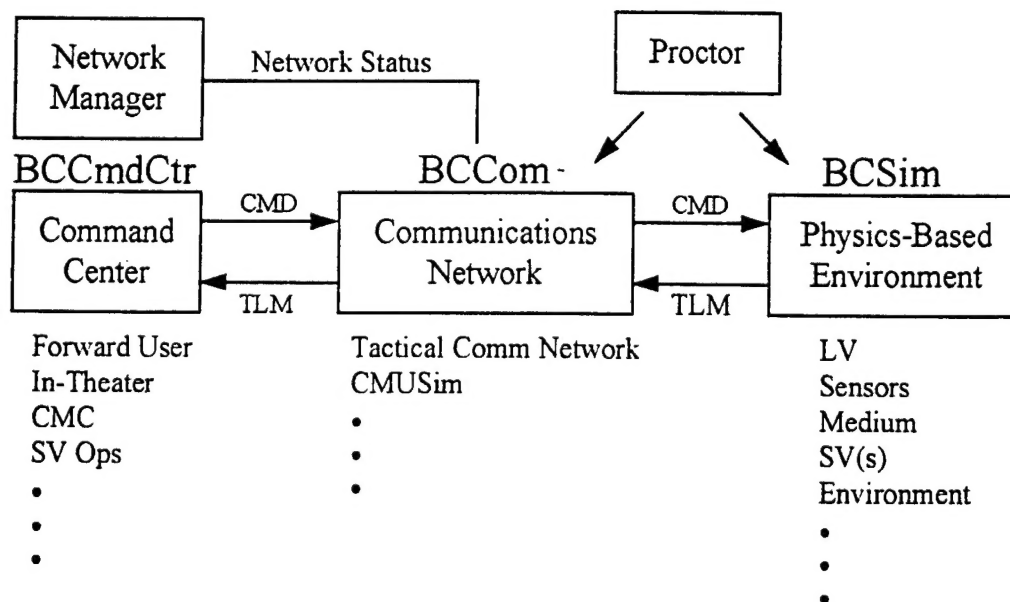 Network
Manager
Network Status
Proctor
BCCmdCtr
BCCom
BCSim
Command
Center
CMD
TLM
Communications
Network
CMD
TLM
Physics-Based
Environment
Forward User
In-Theater
CMC
SV Ops
•
•
•
Tactical Comm Network
CMUSim
•
•
•
LV
Sensors
Medium
SV(s)
Environment
•
•
•